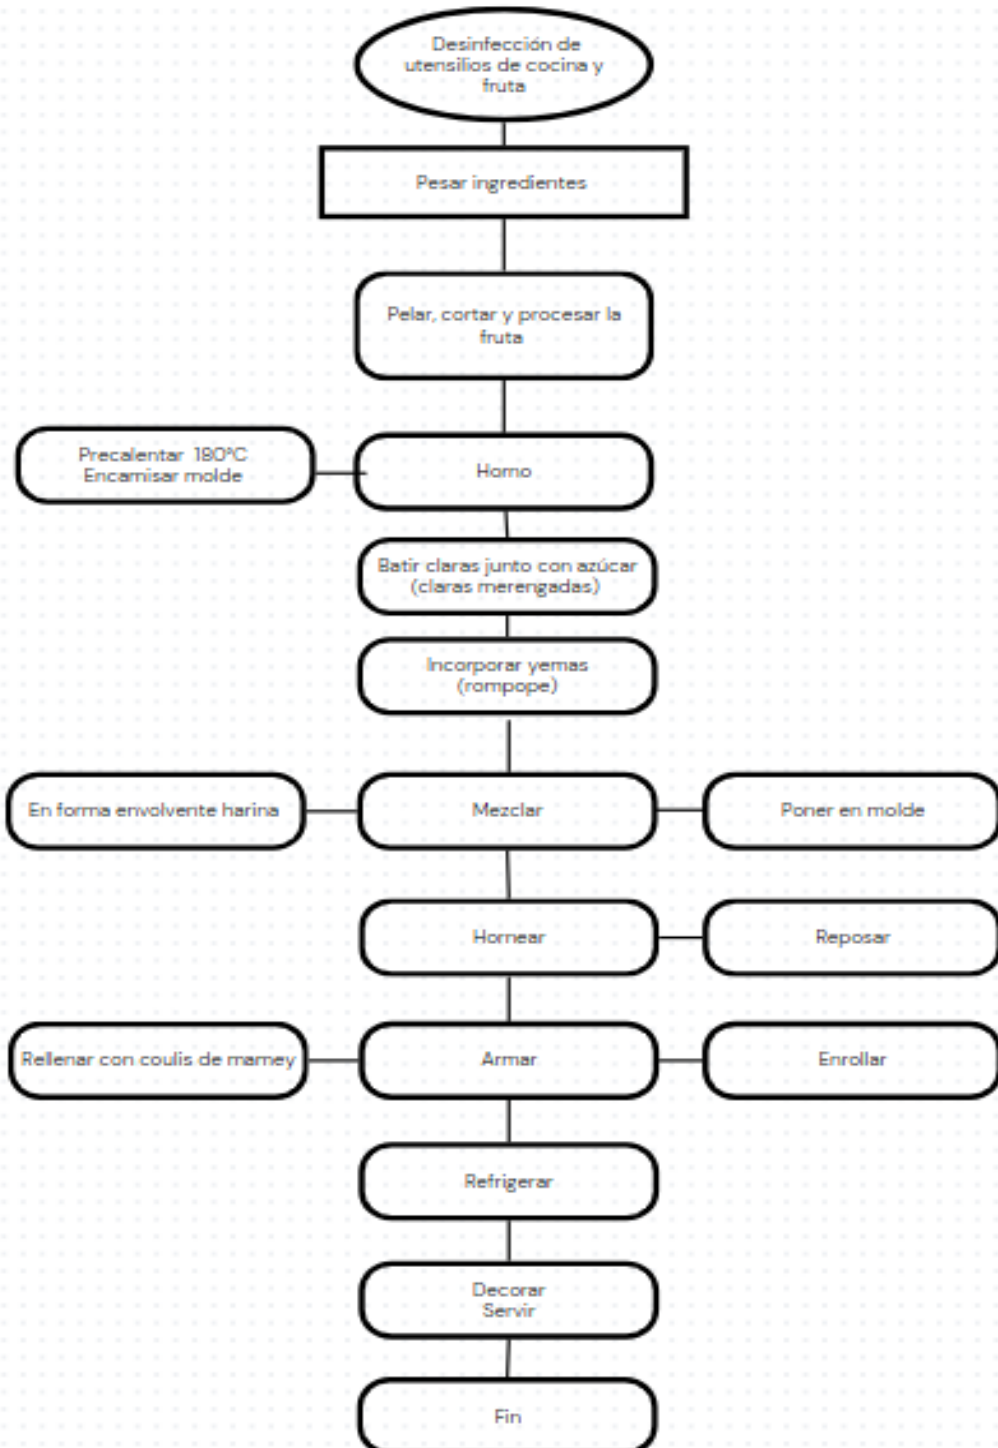 Desinfección de
utensilios de cocina y
fruta
Pesar ingredientes
Pelar, cortar y procesar la
fruta
Precalentar 180°C
Encamisar molde
Horno
Batir claras junto con azúcar
(claras merengadas)
Incorporar yemas
(rompope)
En forma envolvente harina
Mezclar
Poner en molde
Hornear
Reposar
Rellenar con coulis de mamey
Armar
Enrollar
Refrigerar
Decorar
Servir
Fin